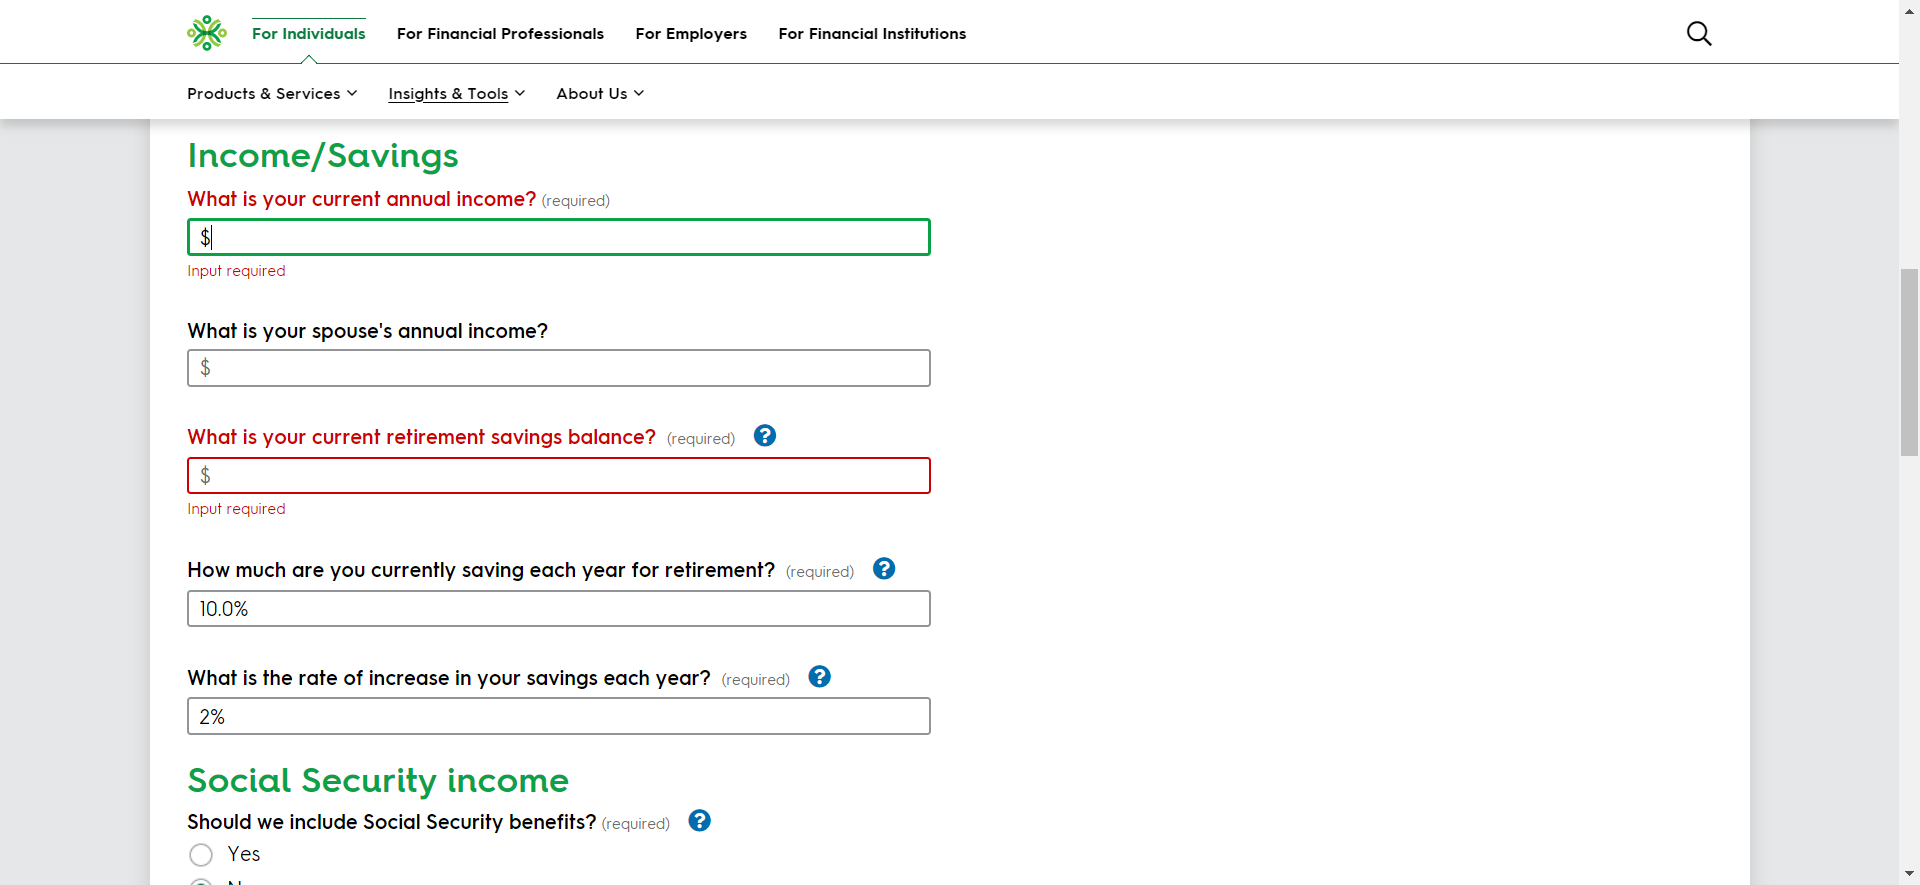 For Individuals For Financial Professionals For Employers For Financial Institutions
Products & Services Insights & Tools About Us
Income/Savings
What is your current annual income? (required)
$
Input required
What is your spouse's annual income?
$
What is your current retirement savings balance? (required) ?
$
Input required
How much are you currently saving each year for retirement? (required) ?
10.0%
What is the rate of increase in your savings each year? (required) ?
2%
Social Security income
Should we include Social Security benefits? (required) ?
Yes